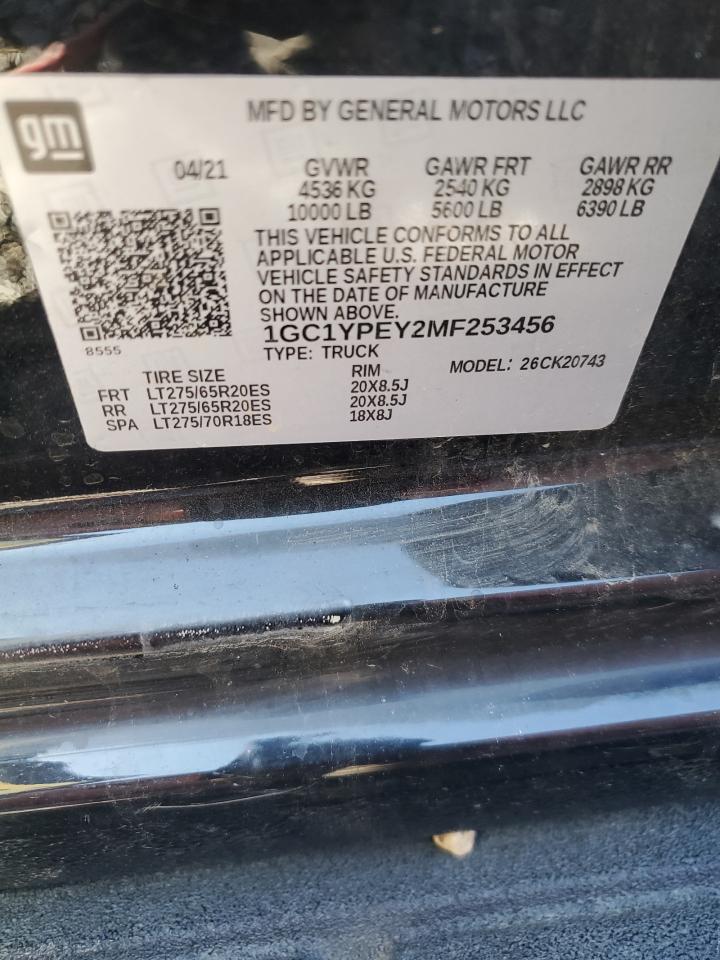 gm
MFD BY GENERAL MOTORS LLC
04/21 GVWR GAWR FRT GAWR RR
4536 KG 2540 KG 2898 KG
10000 LB 5600 LB 6390 LB
THIS VEHICLE CONFORMS TO ALL
APPLICABLE U.S. FEDERAL MOTOR
VEHICLE SAFETY STANDARDS IN EFFECT
ON THE DATE OF MANUFACTURE
SHOWN ABOVE.
1GC1YPEY2MF253456
8555
TYPE: TRUCK MODEL: 26CK20743
TIRE SIZE RIM
FRT LT275/65R20ES 20X8.5J
RR LT275/65R20ES 20X8.5J
SPA LT275/70R18ES 18X8J